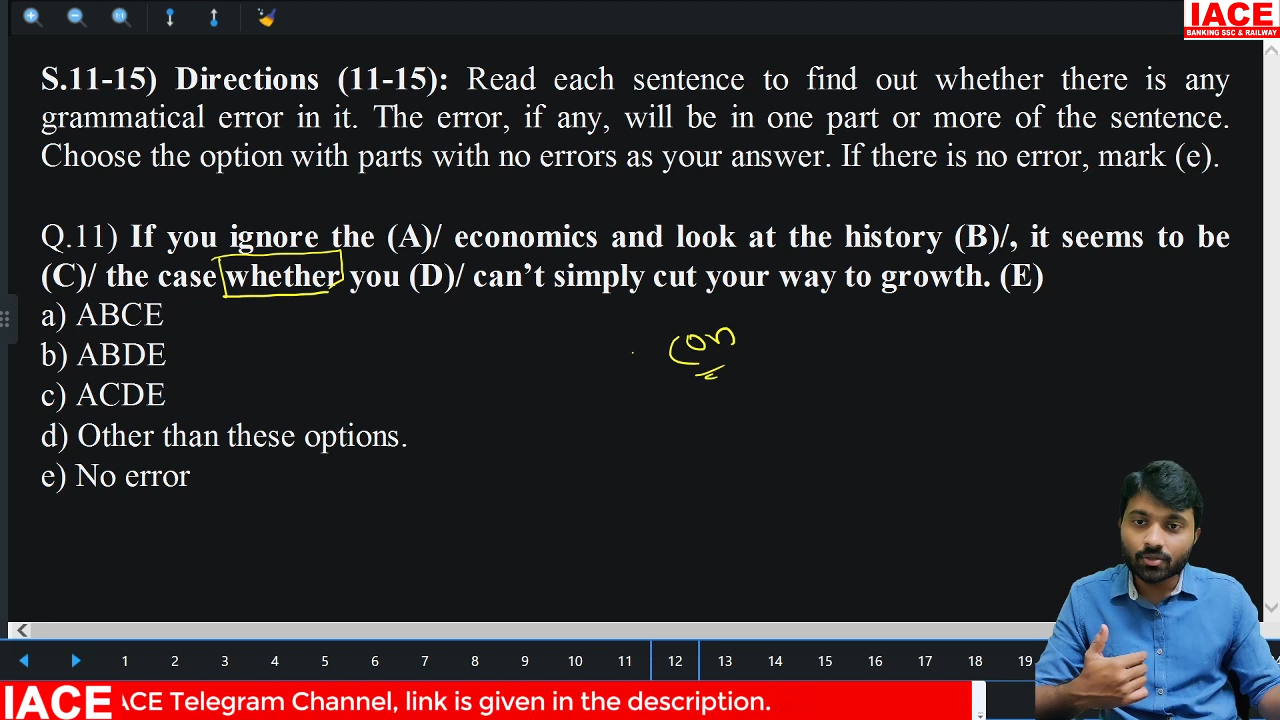 IACE
BANKING SSC & RAILWAY
S.11-15) Directions (11-15): Read each sentence to find out whether there is any
grammatical error in it. The error, if any, will be in one part or more of the sentence.
Choose the option with parts with no errors as your answer. If there is no error, mark (e).
Q.11) If you ignore the (A)/ economics and look at the history (B)/, it seems to be
(C)/ the case whether you (D)/ can't simply cut your way to growth. (E)
a) ABCE
con
b) ABDE
c) ACDE
d) Other than these options.
e) No error
1 2 3 4 5 6 7 8 9 10 11 12 13 14 15 16 17 18 19
IACE ACE Telegram Channel, link is given in the description.